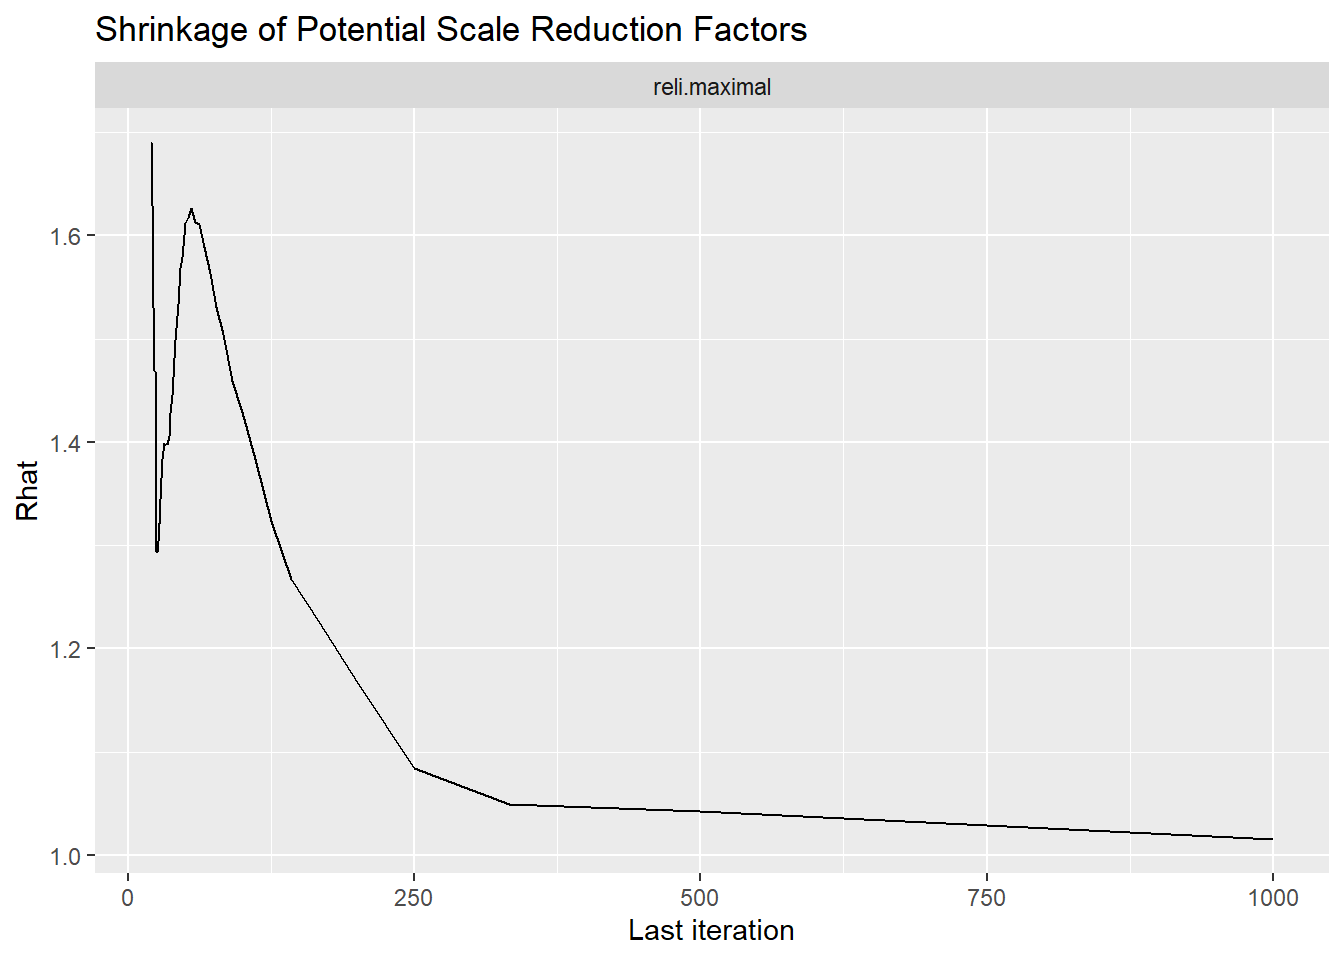 Shrinkage of Potential Scale Reduction Factors
reli.maximal
Rhat
1.6
1.4
1.2
1.0
0 250 500 750 1000
Last iteration